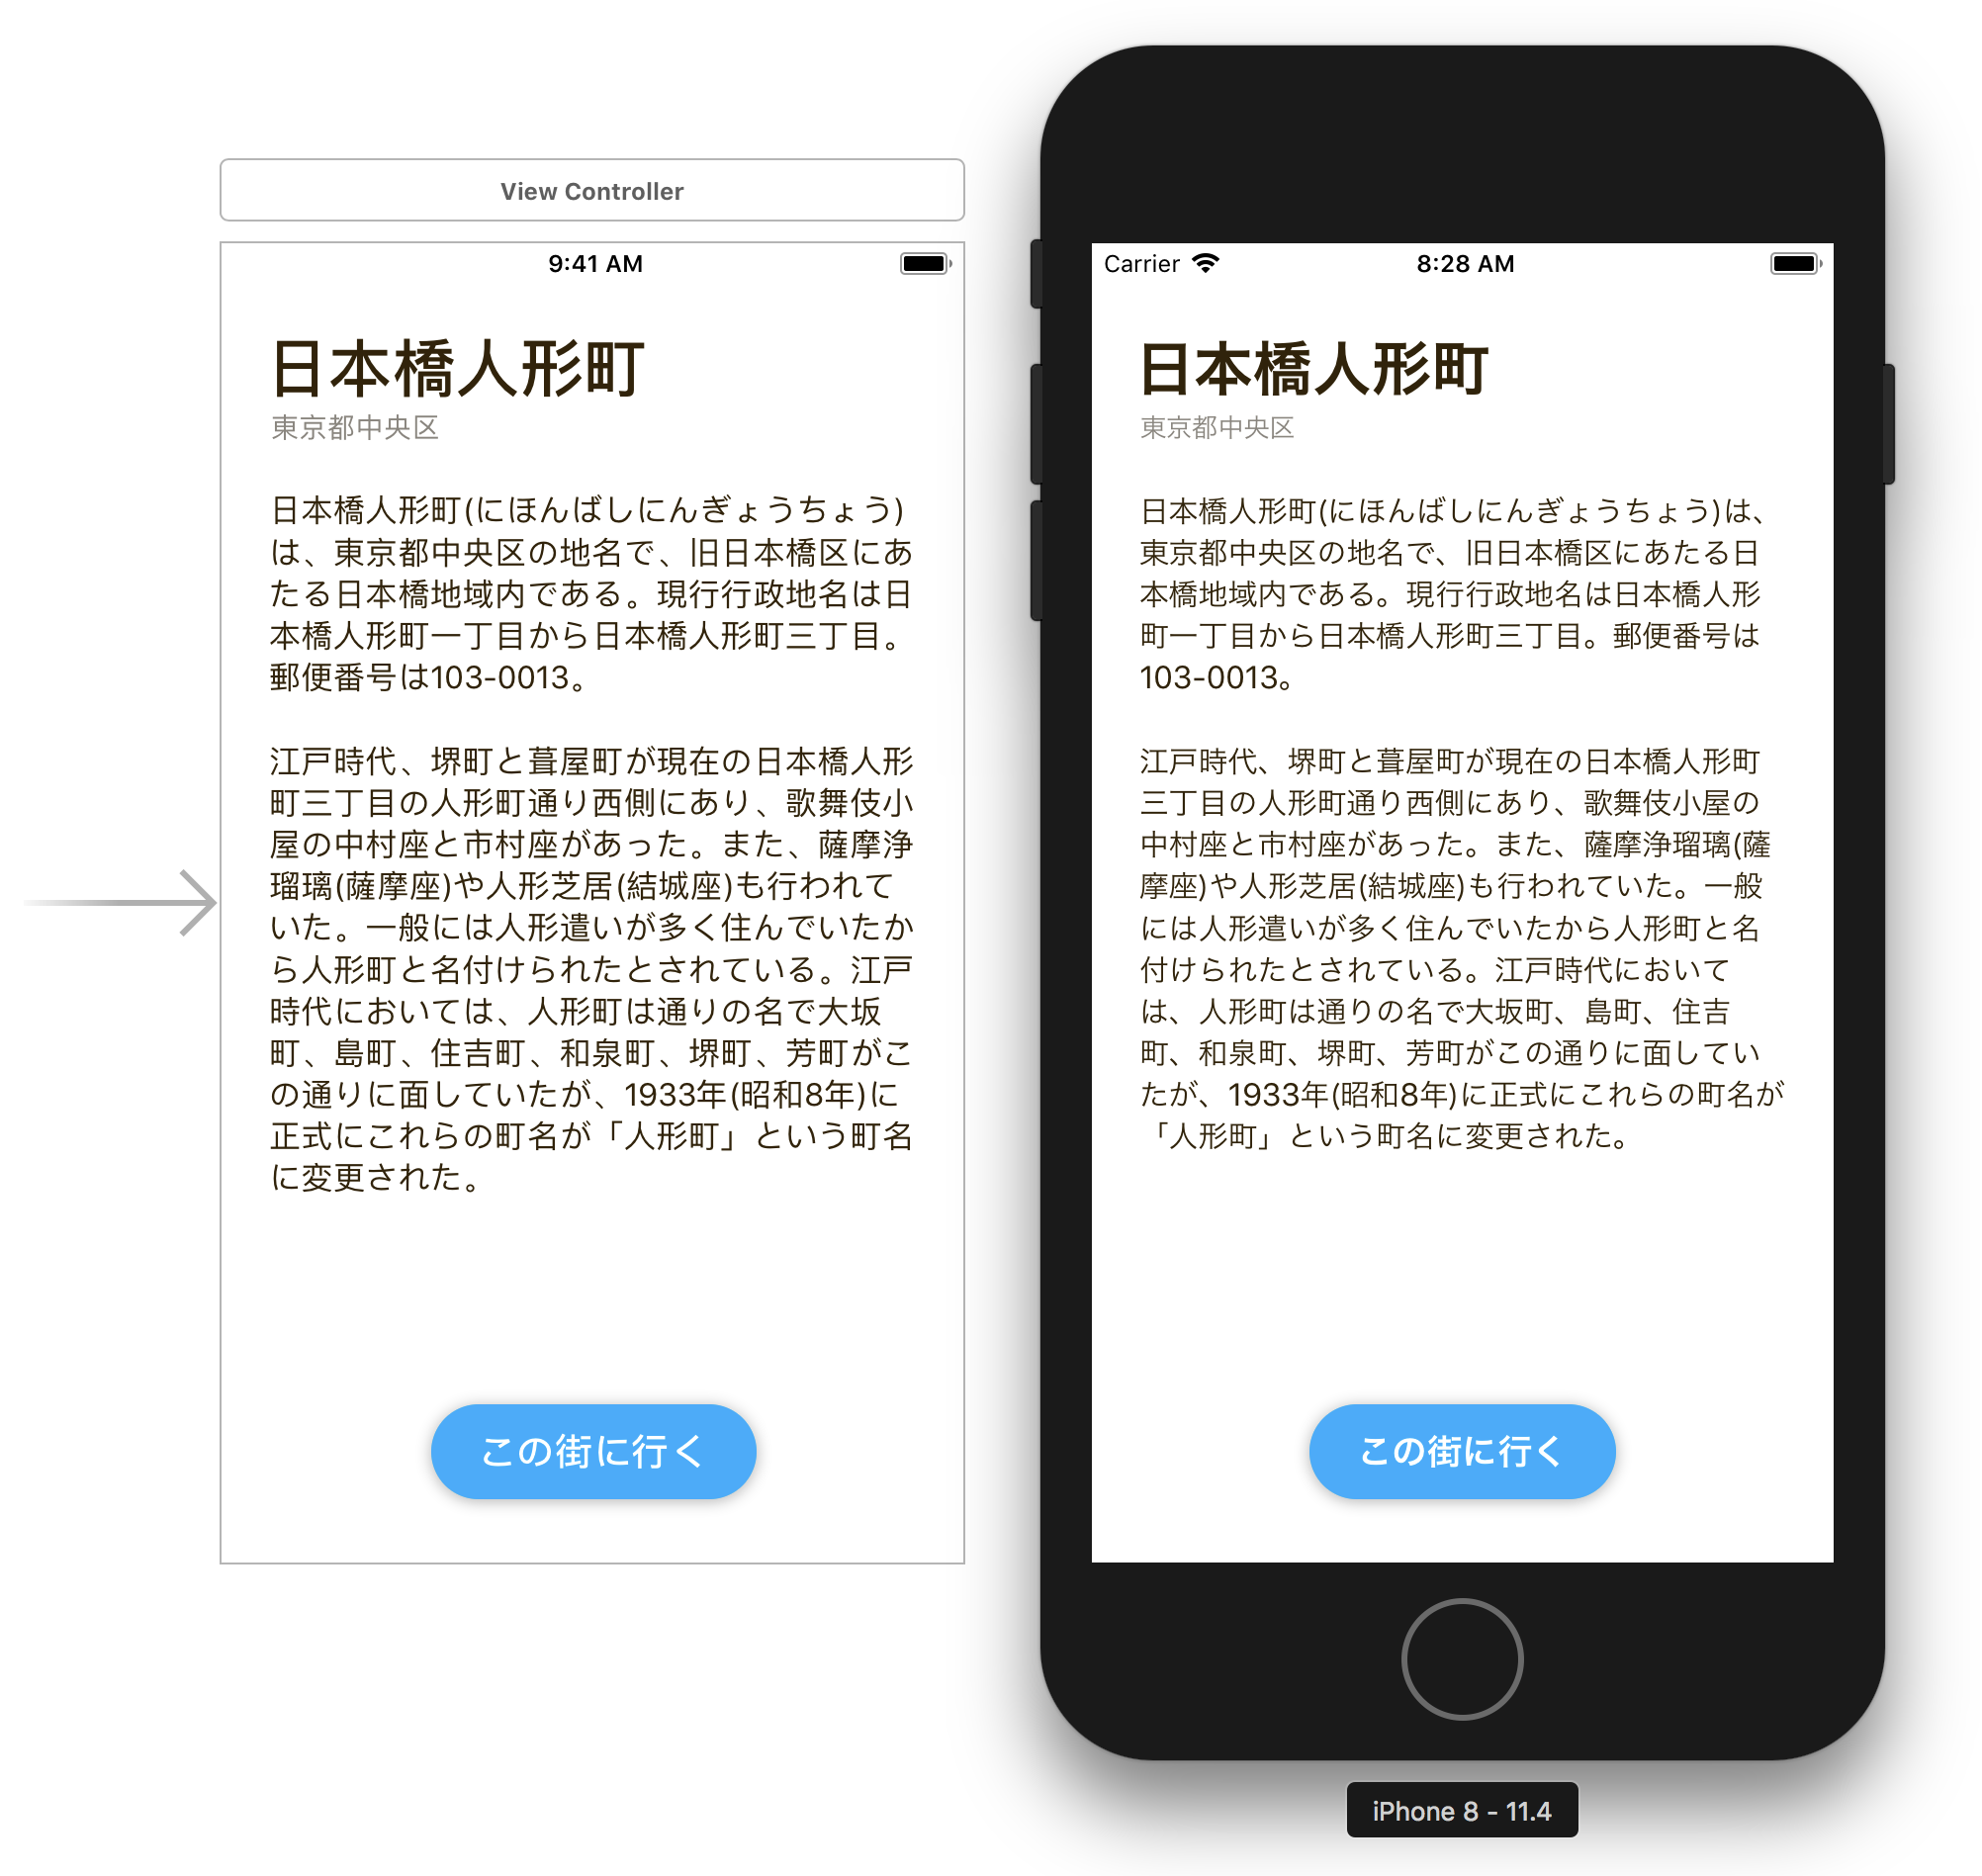 View Controller
9:41 AM
日本橋人形町
東京都中央区
日本橋人形町(にほんばしにんぎょうちょう)
は、東京都中央区の地名で、旧日本橋区にあ
たる日本橋地域内である。現行行政地名は日
本橋人形町一丁目から日本橋人形町三丁目。
郵便番号は103-0013。
江戸時代、堺町と葺屋町が現在の日本橋人形
町三丁目の人形町通り西側にあり、歌舞伎小
屋の中村座と市村座があった。また、薩摩浄
瑠璃(薩摩座)や人形芝居(結城座)も行われて
いた。一般には人形遣いが多く住んでいたか
ら人形町と名付けられたとされている。江戸
時代においては、人形町は通りの名で大坂
町、島町、住吉町、和泉町、堺町、芳町がこ
の通りに面していたが、1933年(昭和8年)に
正式にこれらの町名が「人形町」という町名
に変更された。
この街に行く
Carrier 8:28 AM
日本橋人形町
東京都中央区
日本橋人形町(にほんばしにんぎょうちょう)は、
東京都中央区の地名で、旧日本橋区にあたる日
本橋地域内である。現行行政地名は日本橋人形
町一丁目から日本橋人形町三丁目。郵便番号は
103-0013。
江戸時代、堺町と葺屋町が現在の日本橋人形町
三丁目の人形町通り西側にあり、歌舞伎小屋の
中村座と市村座があった。また、薩摩浄瑠璃(薩
摩座)や人形芝居(結城座)も行われていた。一般
には人形遣いが多く住んでいたから人形町と名
付けられたとされている。江戸時代において
は、人形町は通りの名で大坂町、島町、住吉
町、和泉町、堺町、芳町がこの通りに面してい
たが、1933年(昭和8年)に正式にこれらの町名が
「人形町」という町名に変更された。
この街に行く
iPhone 8 - 11.4